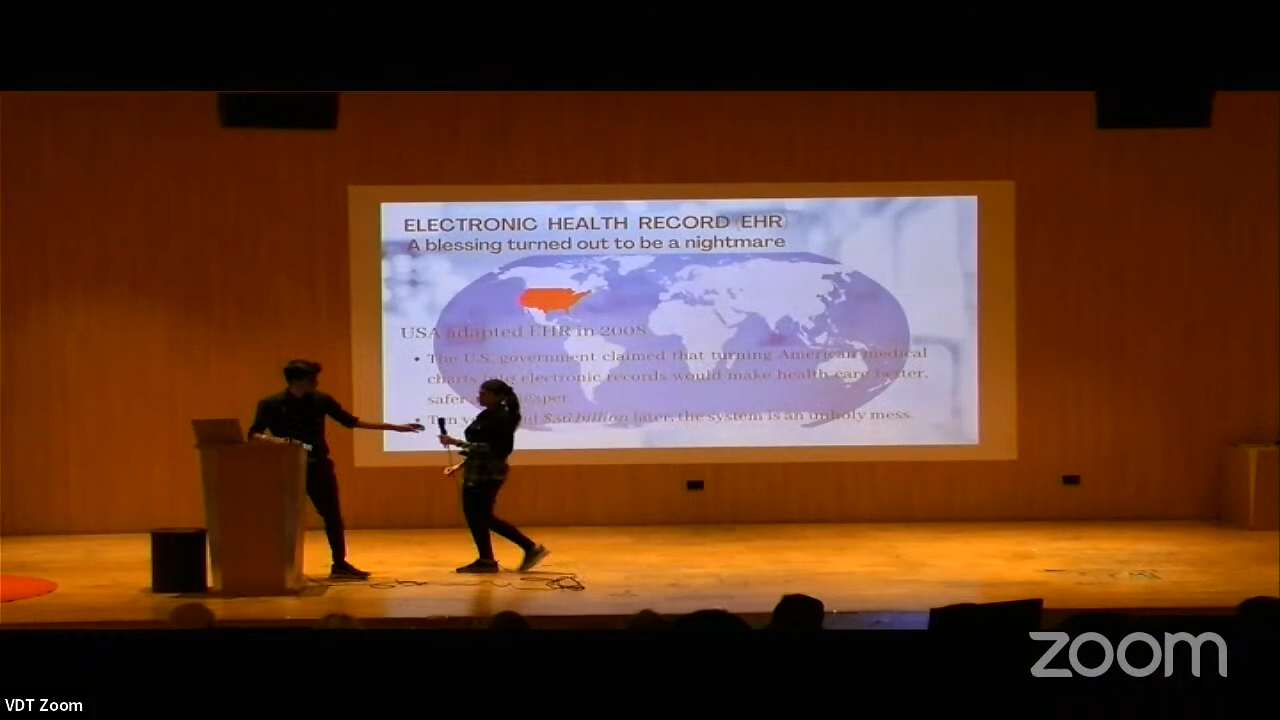 ELECTRONIC HEALTH RECORD (EHR)
A blessing turned out to be a nightmare
USA adapted EHR in 2008
• The U.S. government claimed that turning American medical
charts into electronic records would make health care better,
safer
• later, the system is an unholy mess.
zoom
VDT Zoom